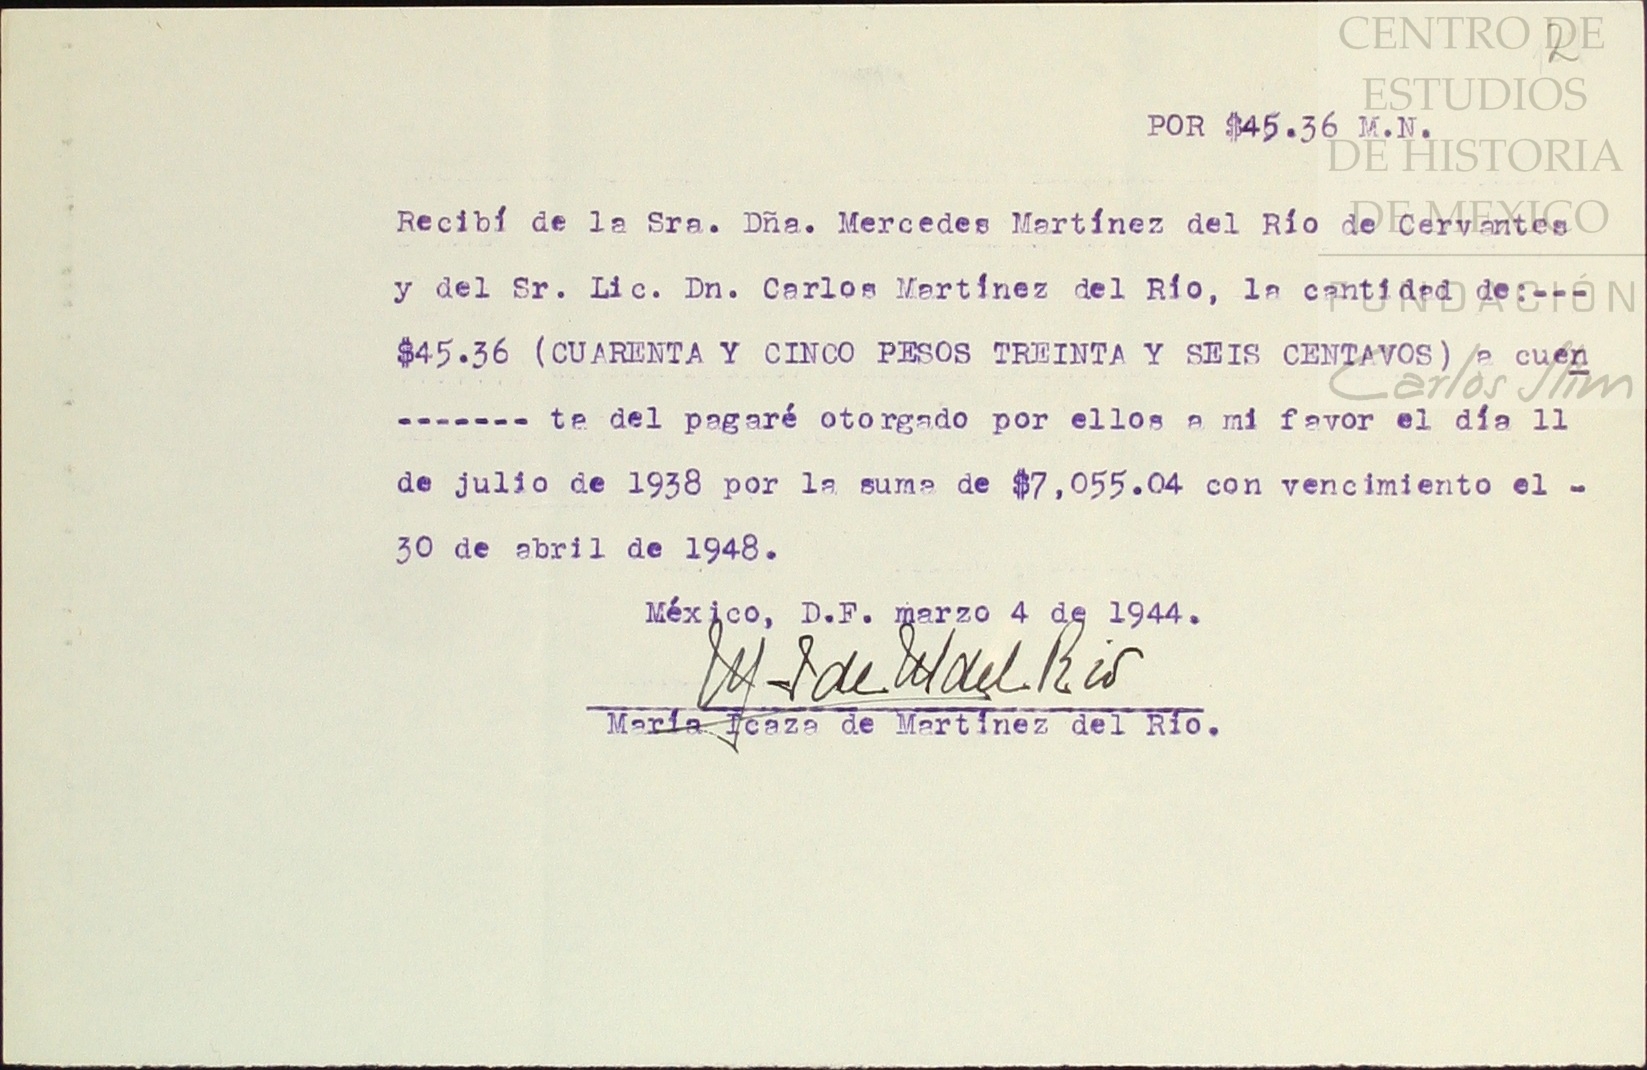 CENTRO DE
ESTUDIOS
DE HISTORIA
DE MEXICO
FUNDACIÓN
Carlos Slim
2
POR $45.36 M.N.
Recibí de la Sra. Dña. Mercedes Martínez del Río de Cervantes
y del Sr. Lic. Dn. Carlos Martínez del Río, la cantidad de:---
$45.36 (CUARENTA Y CINCO PESOS TREINTA Y SEIS CENTAVOS) a cuen
------- ta del pagaré otorgado por ellos a mi favor el día 11
de julio de 1938 por la suma de $7,055.04 con vencimiento el -
30 de abril de 1948.
México, D.F. marzo 4 de 1944.
M. I de M del Rio
María Icaza de Martínez del Río.